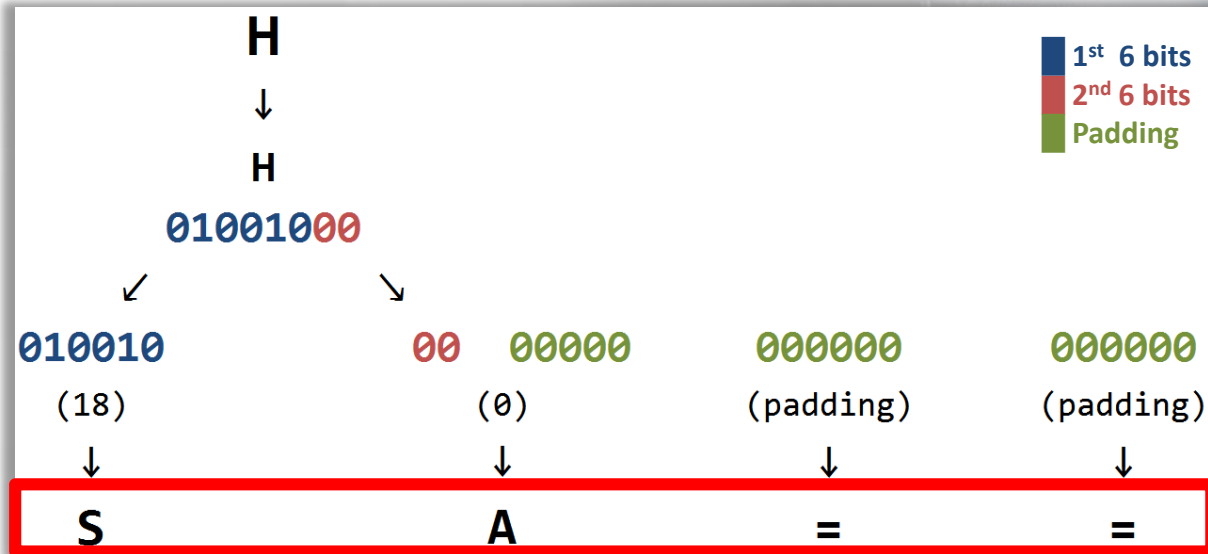 H
1st 6 bits
2nd 6 bits
Padding
↓
H
01001000
↙ ↘
010010 00 00000 000000 000000
(18) (0) (padding) (padding)
↓ ↓ ↓ ↓
S A = =